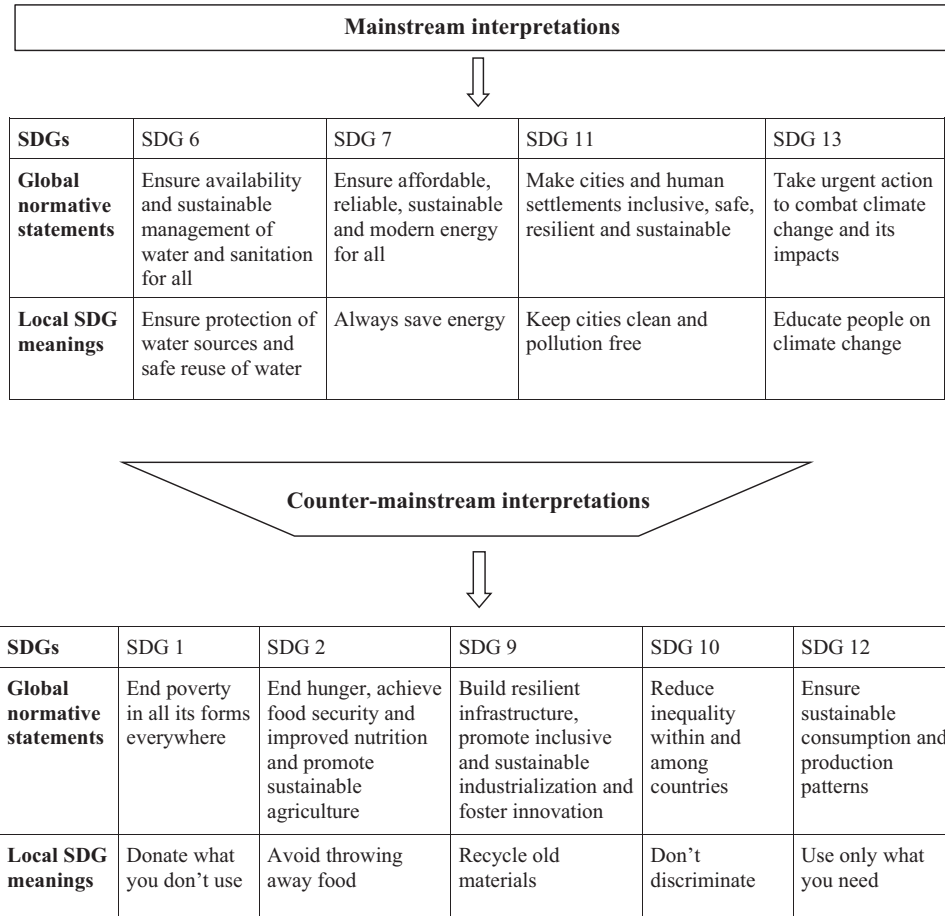 Mainstream interpretations
SDGs
SDG 6
SDG 7
SDG 11
SDG 13
Global
normative
statements
Ensure availability
and sustainable
management of
water and sanitation
for all
Ensure affordable,
reliable, sustainable
and modern energy
for all
Make cities and human
settlements inclusive, safe,
resilient and sustainable
Take urgent action
to combat climate
change and its
impacts
Local SDG
meanings
Ensure protection of
water sources and
safe reuse of water
Always save energy
Keep cities clean and
pollution free
Educate people on
climate change
Counter-mainstream interpretations
SDGs
SDG 1
SDG 2
SDG 9
SDG 10
SDG 12
Global
normative
statements
End poverty
in all its forms
everywhere
End hunger, achieve
food security and
improved nutrition
and promote
sustainable
agriculture
Build resilient
infrastructure,
promote inclusive
and sustainable
industrialization and
foster innovation
Reduce
inequality
within and
among
countries
Ensure
sustainable
consumption and
production
patterns
Local SDG
meanings
Donate what
you don’t use
Avoid throwing
away food
Recycle old
materials
Don’t
discriminate
Use only what
you need